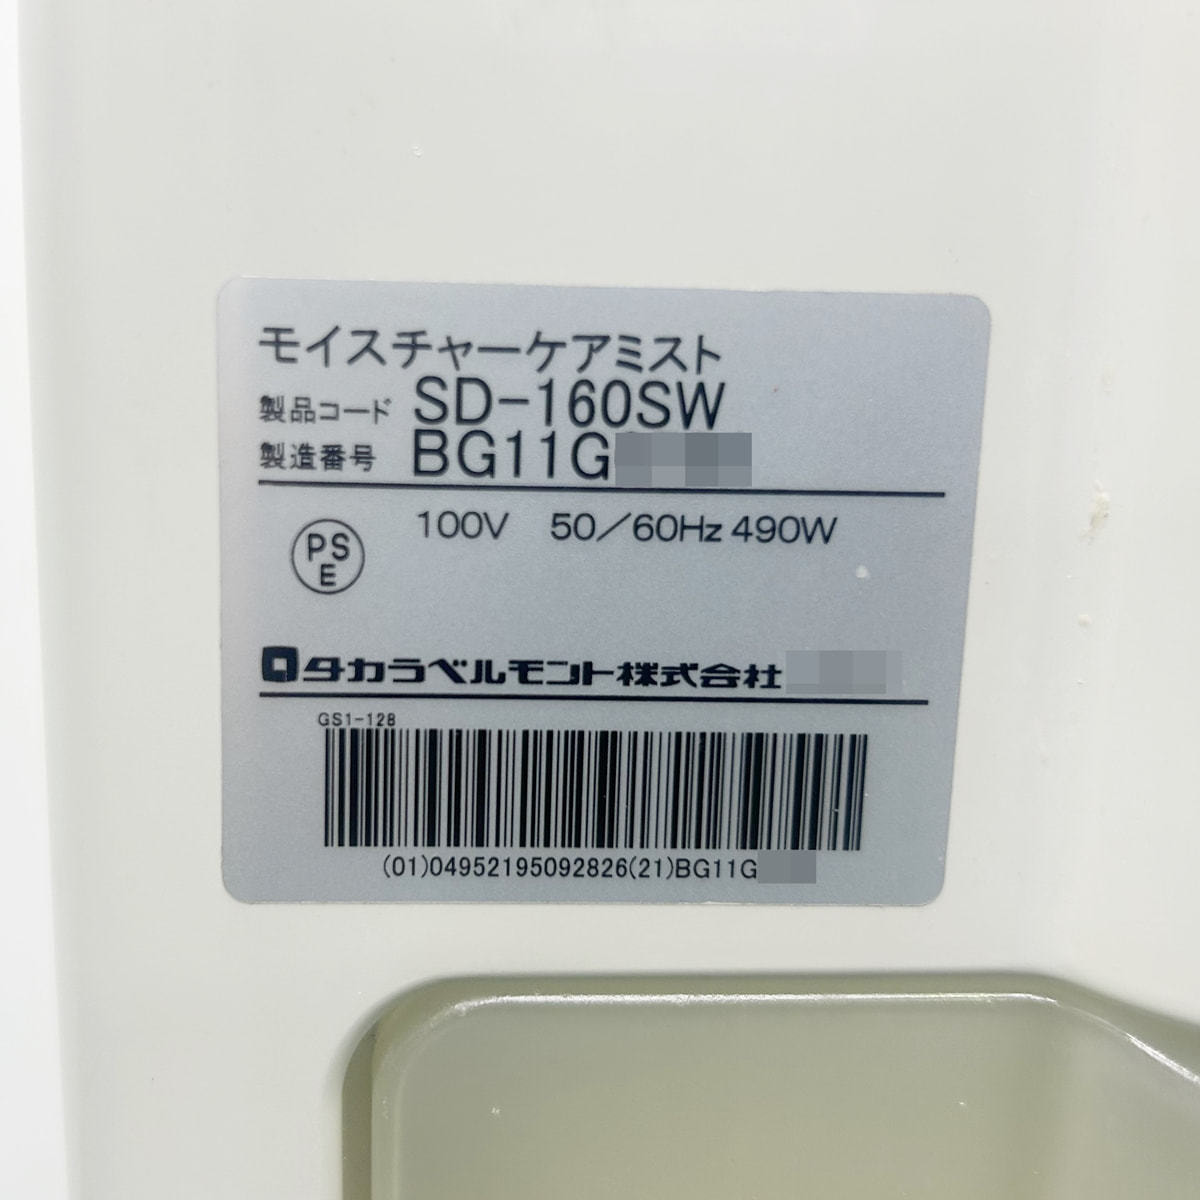 モイスチャーケアミスト
製品コード SD-160SW
製造番号 BG11G
PSE 100V 50/60Hz 490W
タカラベルモント株式会社
GS1-128
(01)04952195092826(21)BG11G